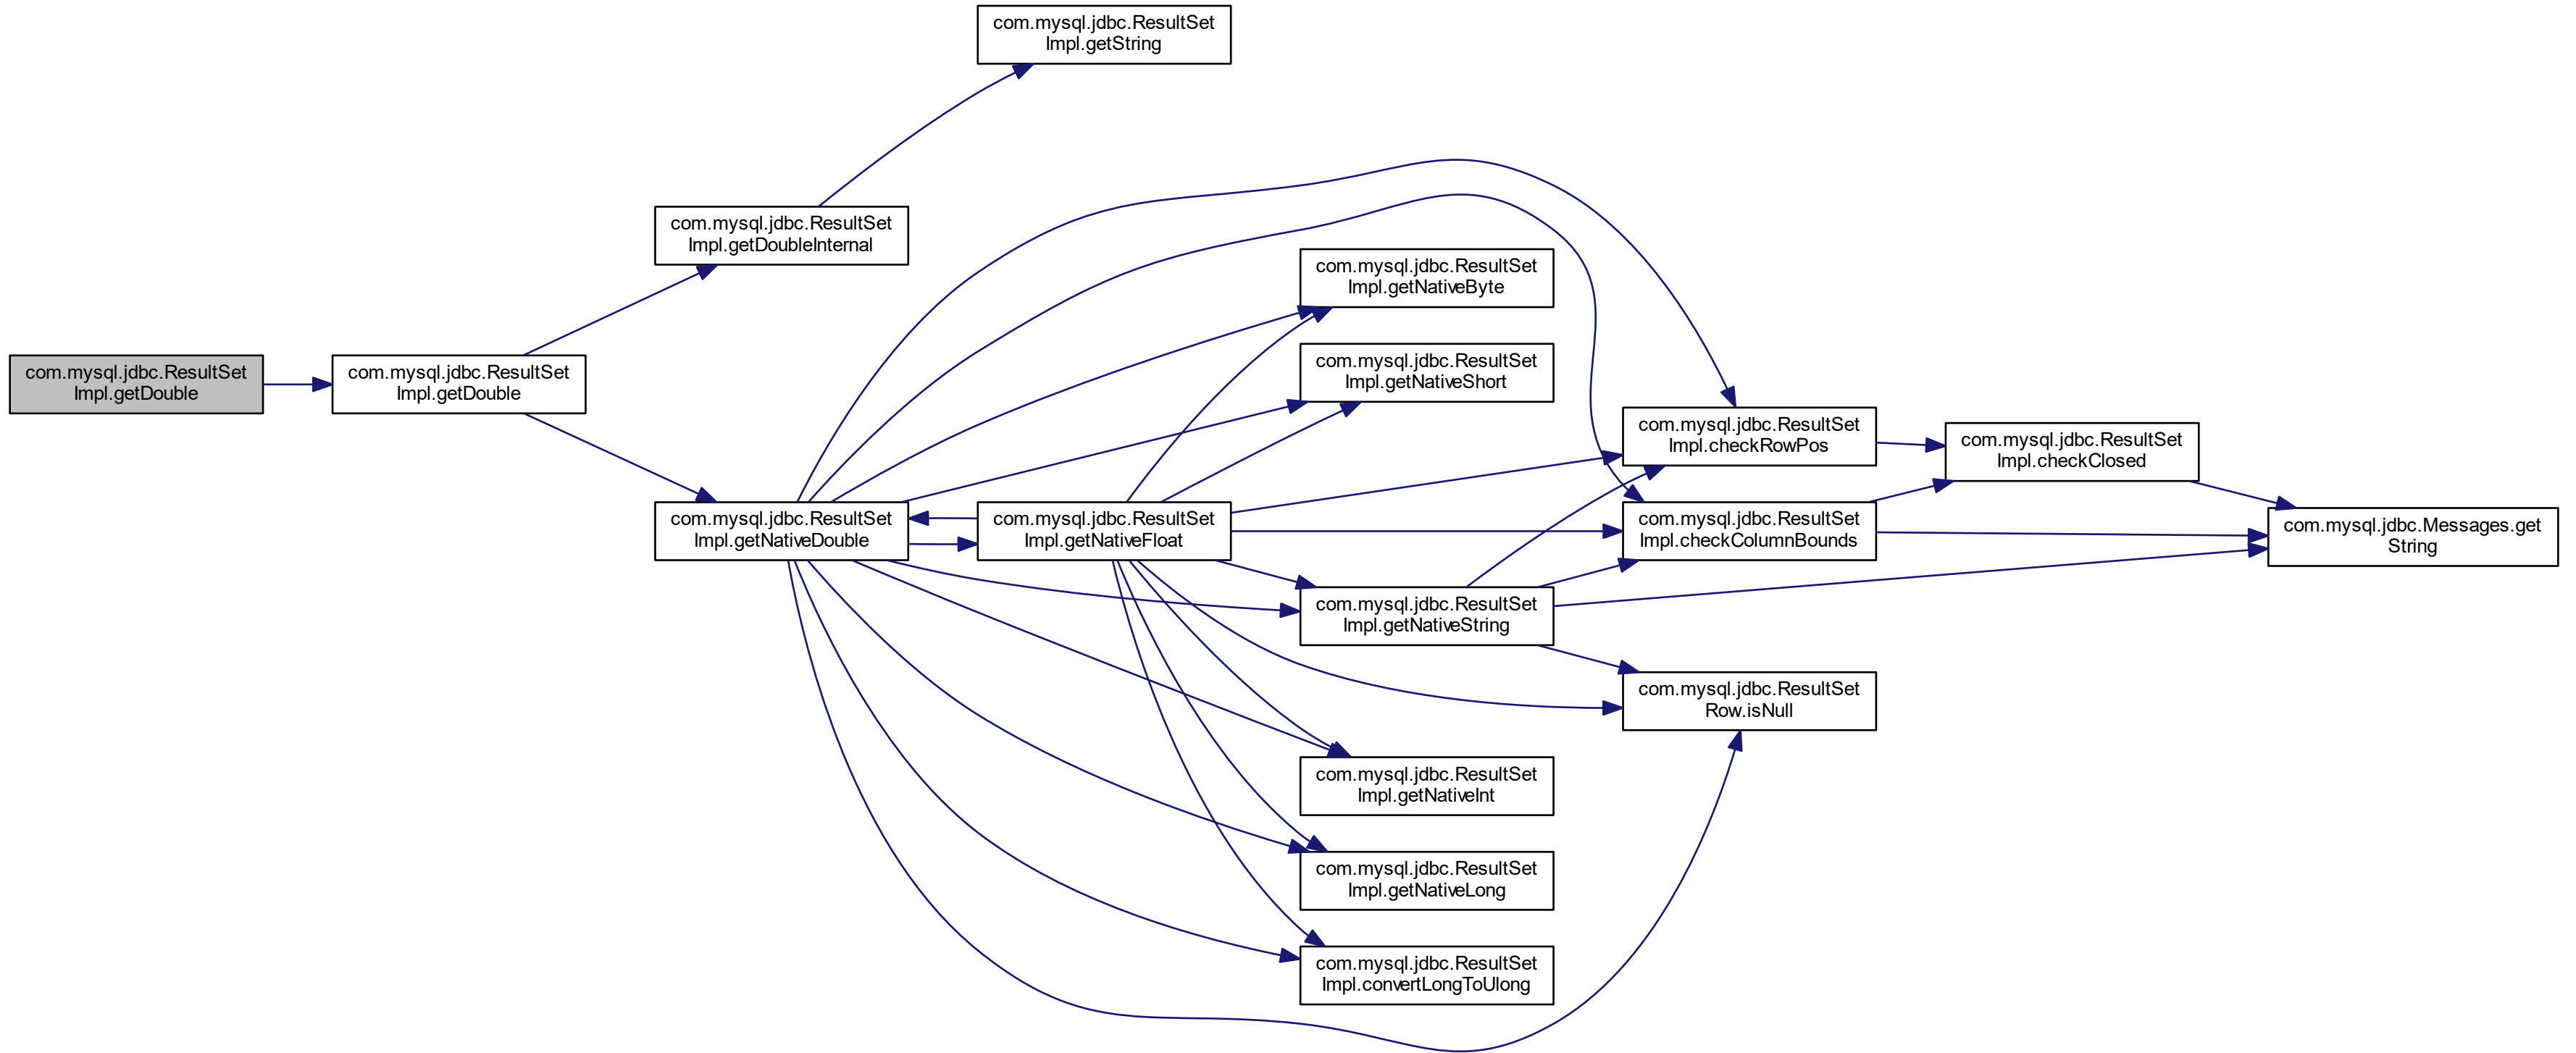 com.mysql.jdbc.ResultSet
Impl.getString
com.mysql.jdbc.ResultSet
Impl.getDoubleInternal
com.mysql.jdbc.ResultSet
Impl.getNativeByte
com.mysql.jdbc.ResultSet
Impl.getDouble
com.mysql.jdbc.ResultSet
Impl.getDouble
com.mysql.jdbc.ResultSet
Impl.getNativeShort
com.mysql.jdbc.ResultSet
Impl.checkRowPos
com.mysql.jdbc.ResultSet
Impl.checkClosed
com.mysql.jdbc.ResultSet
Impl.getNativeDouble
com.mysql.jdbc.ResultSet
Impl.getNativeFloat
com.mysql.jdbc.ResultSet
Impl.checkColumnBounds
com.mysql.jdbc.Messages.get
String
com.mysql.jdbc.ResultSet
Impl.getNativeString
com.mysql.jdbc.ResultSet
Row.isNull
com.mysql.jdbc.ResultSet
Impl.getNativeInt
com.mysql.jdbc.ResultSet
Impl.getNativeLong
com.mysql.jdbc.ResultSet
Impl.convertLongToUlong